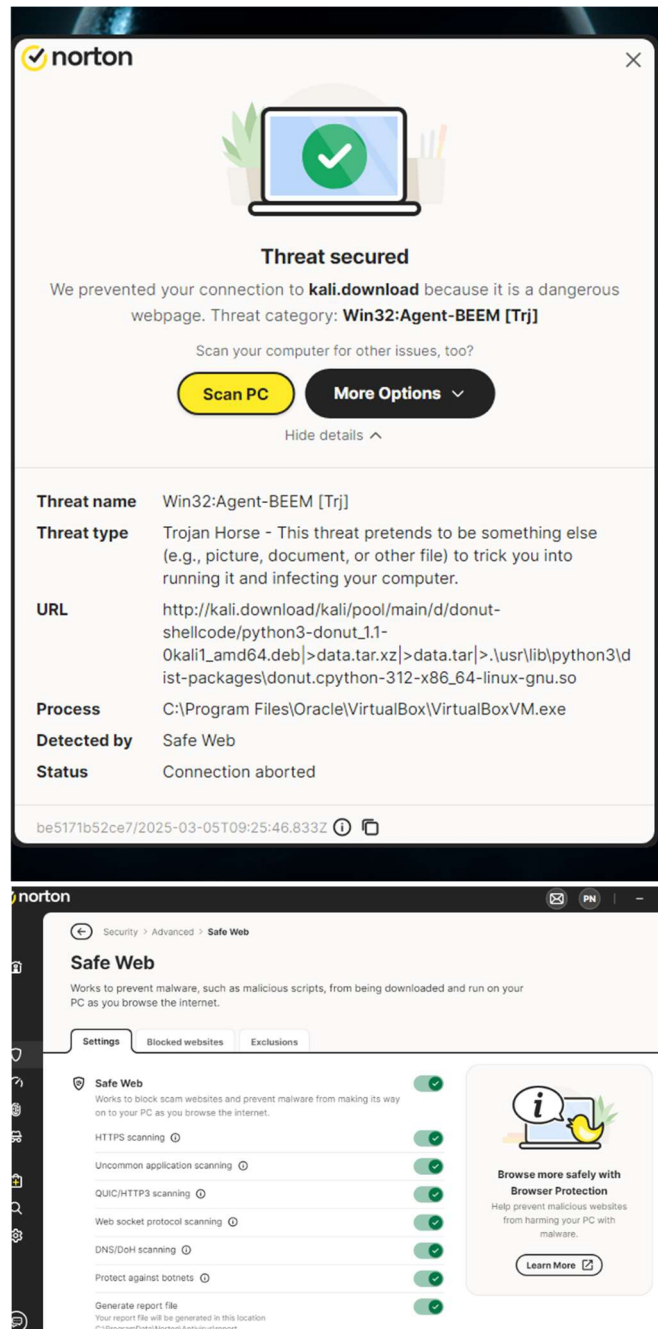 norton
Threat secured
We prevented your connection to kali.download because it is a dangerous
webpage. Threat category: Win32:Agent-BEEM [Trj]
Scan your computer for other issues, too?
Scan PC
More Options
Hide details
Threat name Win32:Agent-BEEM [Trj]
Threat type Trojan Horse - This threat pretends to be something else
(e.g., picture, document, or other file) to trick you into
running it and infecting your computer.
URL http://kali.download/kali/pool/main/d/donut-
shellcode/python3-donut_1.1-
0kali1_amd64.deb|>data.tar.xz|>data.tar|>.\usr\lib\python3\d
ist-packages\donut.cpython-312-x86_64-linux-gnu.so
Process C:\Program Files\Oracle\VirtualBox\VirtualBoxVM.exe
Detected by Safe Web
Status Connection aborted
be5171b52ce7/2025-03-05T09:25:46.833Z
norton
PN
Security > Advanced > Safe Web
Safe Web
Works to prevent malware, such as malicious scripts, from being downloaded and run on your
PC as you browse the internet.
Settings Blocked websites Exclusions
Safe Web
Works to block scam websites and prevent malware from making its way
on to your PC as you browse the internet.
HTTPS scanning
Uncommon application scanning
QUIC/HTTP3 scanning
Web socket protocol scanning
DNS/DoH scanning
Protect against botnets
Generate report file
Your report file will be generated in this location
C:\ProgramData\Norton\Antivirus\report
Browse more safely with
Browser Protection
Help prevent malicious websites
from harming your PC with
malware.
Learn More